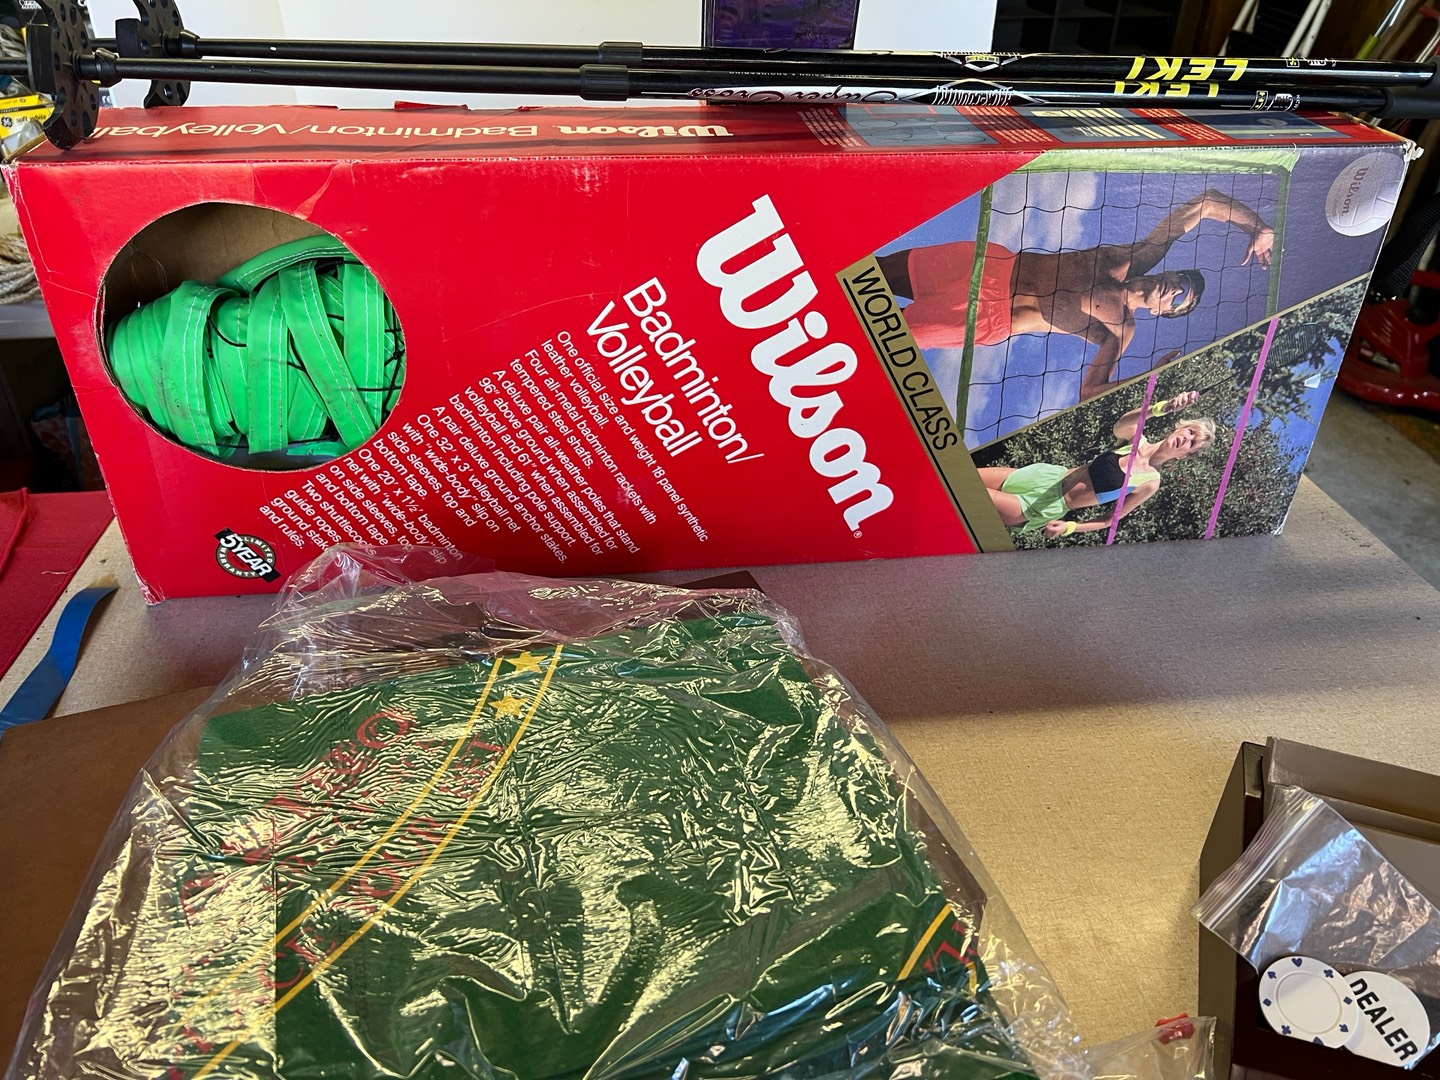 LEKI
LEKI
Super Cross
Wilson Badminton/Volleyball
Wilson
Wilson
WORLD CLASS
Badminton/
Volleyball
One official size and weight 18 panel synthetic
leather volleyball.
Four all-metal badminton rackets with
tempered steel shafts.
A deluxe pair all-weather poles that stand
96" above ground when assembled for
volleyball and 61" when assembled for
badminton including pole support.
A pair deluxe ground anchor stakes.
One 32' x 3' volleyball net
with "wide-body" slip on
side sleeves, top and
bottom tape.
One 20' x 1½' badminton
net with "wide-body" slip
on side sleeves, top
and bottom tape
Two shuttlecocks
guide ropes
ground stakes
and rules.
5 YEAR
LIMITED
WARRANTY
DEALER